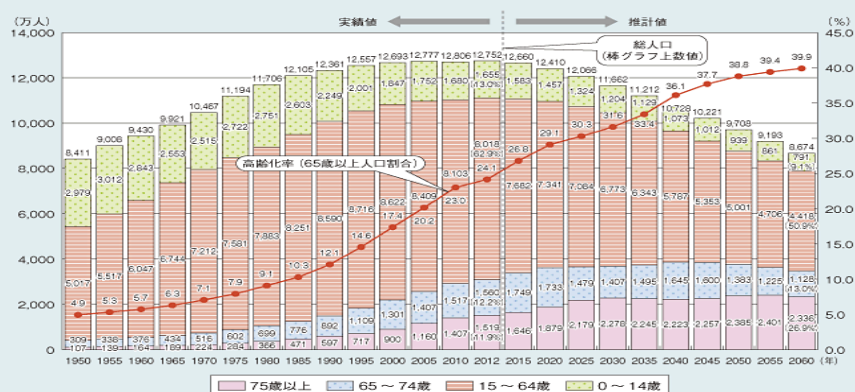 (万人) 実績値 推計値 (%)
総人口
(棒グラフ上数値)
高齢化率(65歳以上人口割合)
14,000 12,000 10,000 8,000 6,000 4,000 2,000 0
45.0 40.0 35.0 30.0 25.0 20.0 15.0 10.0 5.0 0.0
8,411 9,008 9,430 9,921 10,467 11,194 11,706 12,105 12,361 12,557 12,693 12,777 12,806 12,752 12,660 12,410 12,066 11,662 11,212 10,728 10,221 9,708 9,193 8,674
2,979 3,012 2,843 2,553 2,515 2,722 2,751 2,603 2,249 2,001 1,847 1,752 1,680 1,655 (13.0%) 1,583 1,457 1,324 1,204 1,129 1,073 1,012 939 861 791 (9.1%)
5,017 5,517 6,047 6,744 7,212 7,581 7,883 8,251 8,590 8,716 8,622 8,409 8,103 8,018 (62.9%) 7,682 7,341 7,084 6,773 6,343 5,787 5,353 5,001 4,706 4,418 (50.9%)
4.9 5.3 5.7 6.3 7.1 7.9 9.1 10.3 12.1 14.6 17.4 20.2 23.0 24.1 26.8 29.1 30.3 31.6 33.4 36.1 37.7 38.8 39.4 39.9
309 338 376 434 516 602 699 776 892 1,109 1,301 1,407 1,517 1,560 (12.2%) 1,749 1,733 1,479 1,407 1,495 1,645 1,600 1,383 1,225 1,128 (13.0%)
107 139 164 189 224 284 366 471 597 717 900 1,160 1,407 1,519 (11.9%) 1,646 1,879 2,179 2,278 2,245 2,223 2,257 2,385 2,401 2,336 (26.9%)
1950 1955 1960 1965 1970 1975 1980 1985 1990 1995 2000 2005 2010 2012 2015 2020 2025 2030 2035 2040 2045 2050 2055 2060 (年)
75歳以上 65~74歳 15~64歳 0~14歳